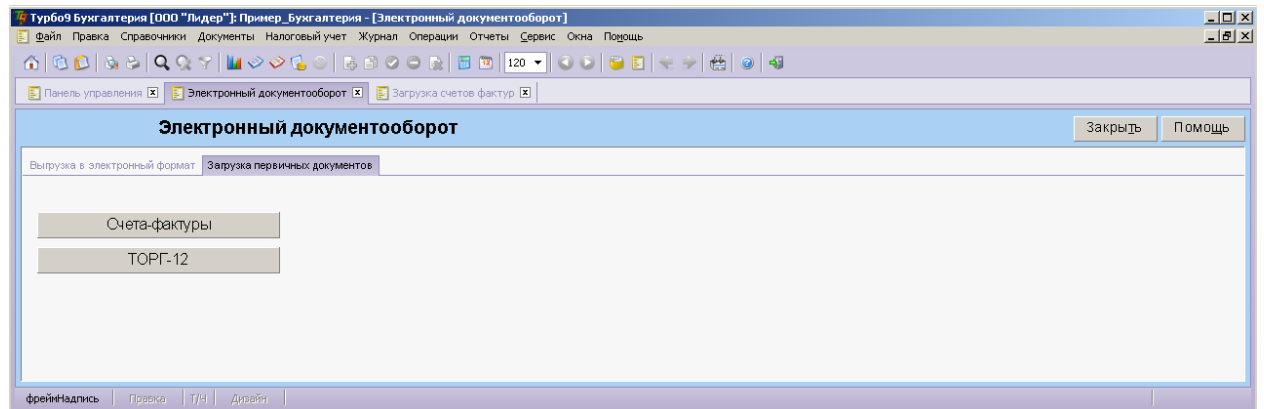 Турбо9 Бухгалтерия [ООО "Лидер"]: Пример_Бухгалтерия - [Электронный документооборот]
Файл Правка Справочники Документы Налоговый учет Журнал Операции Отчеты Сервис Окна Помощь
120
Панель управления Электронный документооборот Загрузка счетов фактур
Электронный документооборот Закрыть Помощь
Выгрузка в электронный формат Загрузка первичных документов
Счета-фактуры
ТОРГ-12
фреймНадпись Правка Т/Ч Дизайн